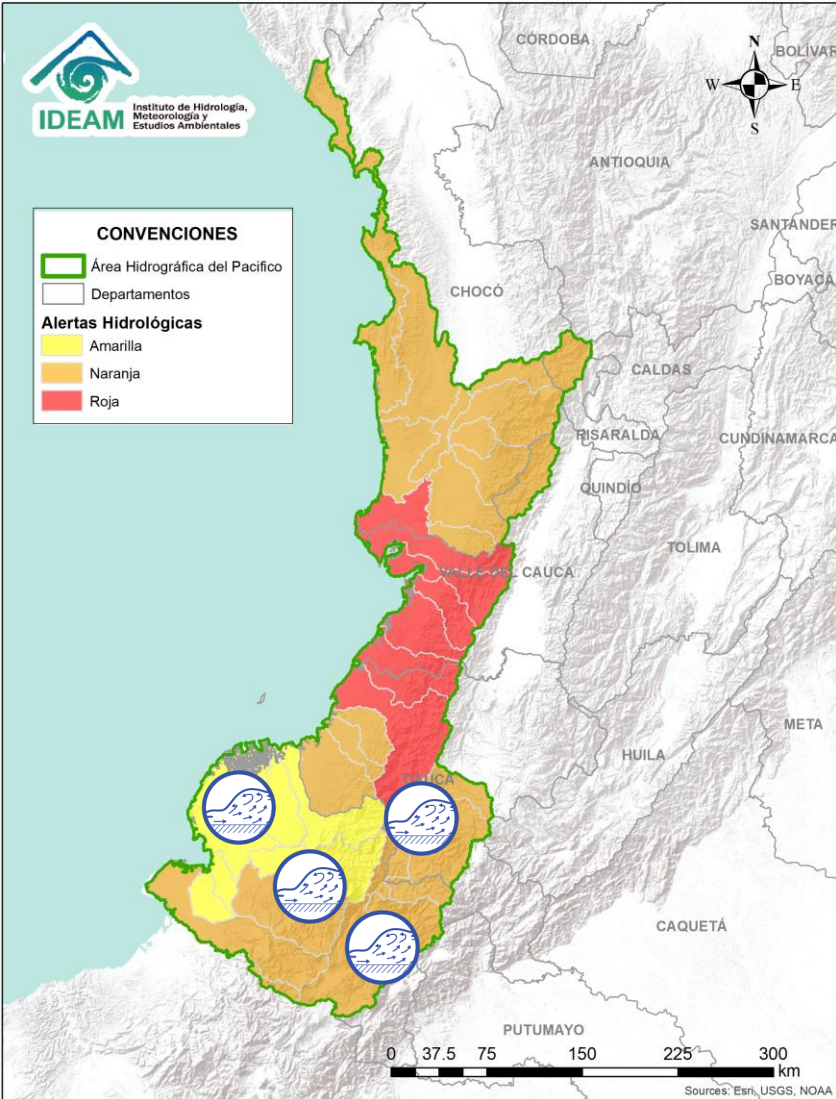 IDEAM
Instituto de Hidrología,
Meteorología y
Estudios Ambientales
N
W
E
S
CONVENCIONES
Área Hidrográfica del Pacifico
Departamentos
Alertas Hidrológicas
Amarilla
Naranja
Roja
CÓRDOBA
BOLÍVAR
ANTIOQUIA
SANTANDER
BOYACÁ
CHOCÓ
CALDAS
RISARALDA
CUNDINAMARCA
QUINDÍO
TOLIMA
VALLE DEL CAUCA
META
HUILA
CAUCA
CAQUETÁ
PUTUMAYO
0 37.5 75 150 225 300
km
Sources: Esri, USGS, NOAA